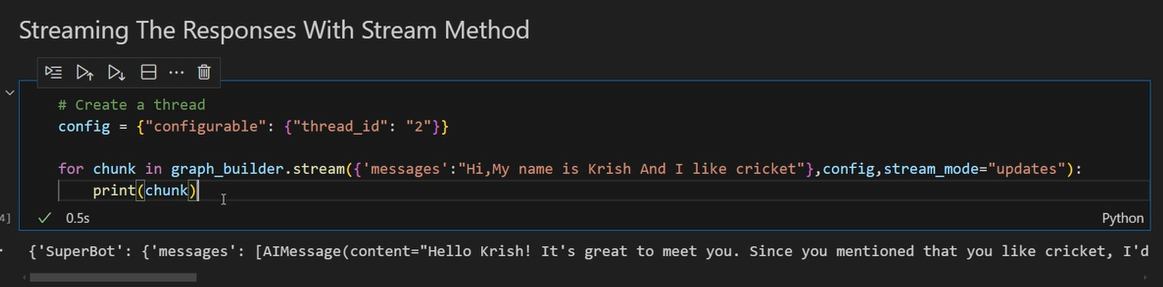 Streaming The Responses With Stream Method
# Create a thread
config = {"configurable": {"thread_id": "2"}}
for chunk in graph_builder.stream({'messages':"Hi,My name is Krish And I like cricket"},config,stream_mode="updates"):
    print(chunk)
4]
0.5s
Python
{'SuperBot': {'messages': [AIMessage(content="Hello Krish! It's great to meet you. Since you mentioned that you like cricket, I'd